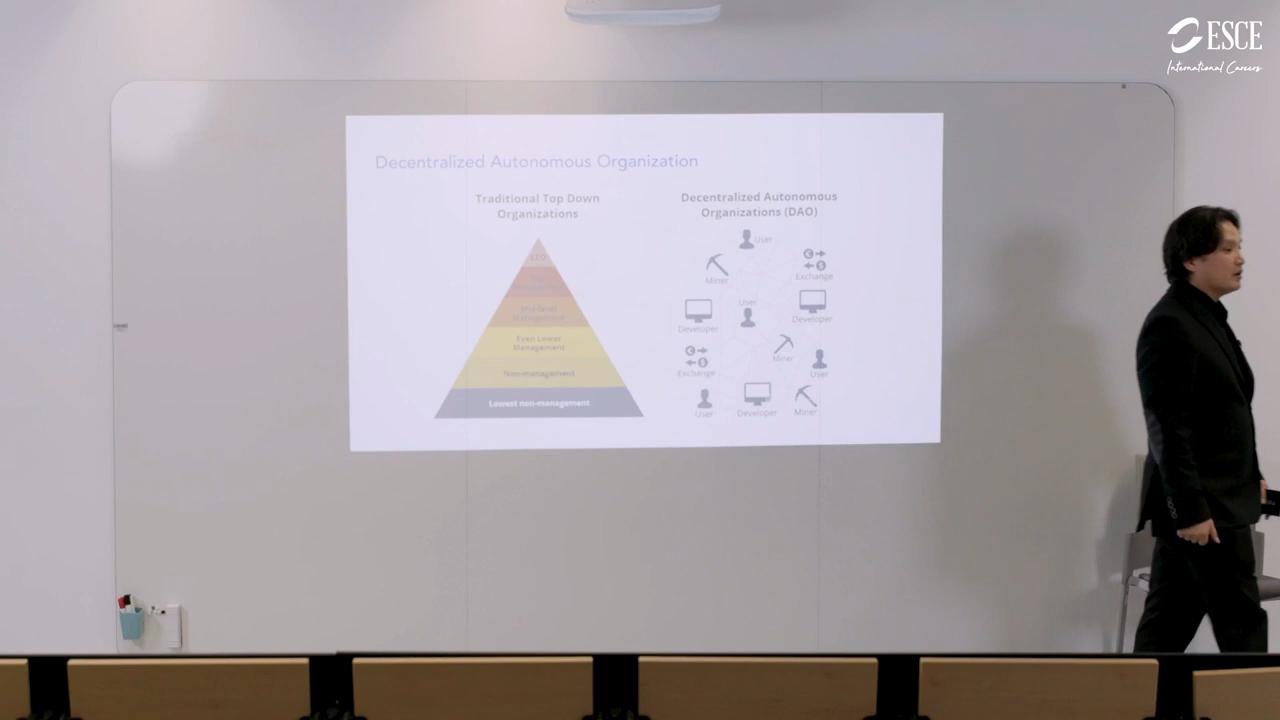 ESCE
International Careers
Decentralized Autonomous Organization
Traditional Top Down
Organizations
CEO
Mid-level
Management
Even Lower
Management
Non-management
Lowest non-management
Decentralized Autonomous
Organizations (DAO)
User
Miner
Exchange
User
Developer
Developer
Miner
Exchange
User
User
Developer
Miner